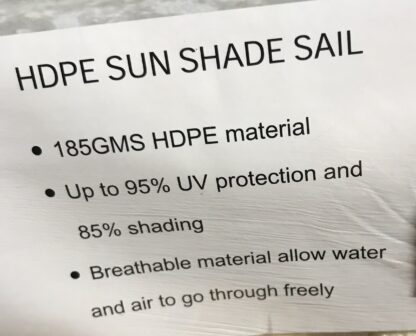 HDPE SUN SHADE SAIL
• 185GMS HDPE material
• Up to 95% UV protection and
85% shading
• Breathable material allow water
and air to go through freely